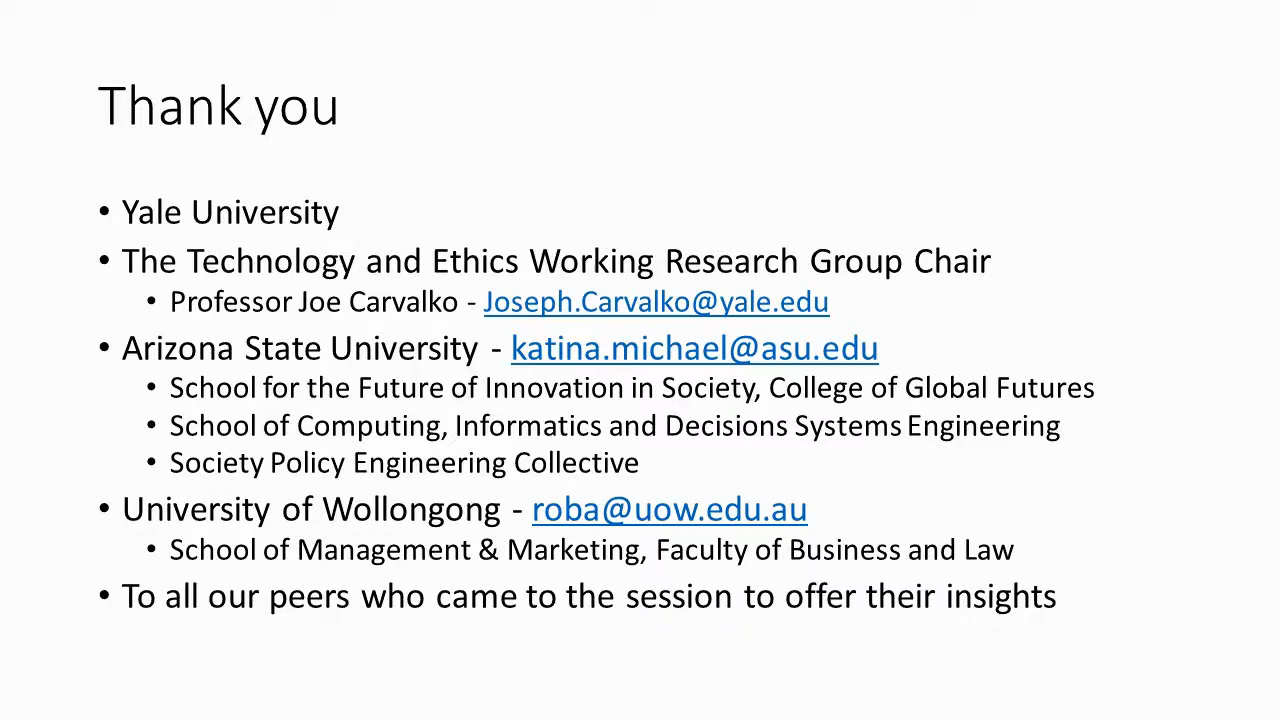 Thank you
• Yale University
• The Technology and Ethics Working Research Group Chair
• Professor Joe Carvalko - Joseph.Carvalko@yale.edu
• Arizona State University - katina.michael@asu.edu
• School for the Future of Innovation in Society, College of Global Futures
• School of Computing, Informatics and Decisions Systems Engineering
• Society Policy Engineering Collective
• University of Wollongong - roba@uow.edu.au
• School of Management & Marketing, Faculty of Business and Law
• To all our peers who came to the session to offer their insights